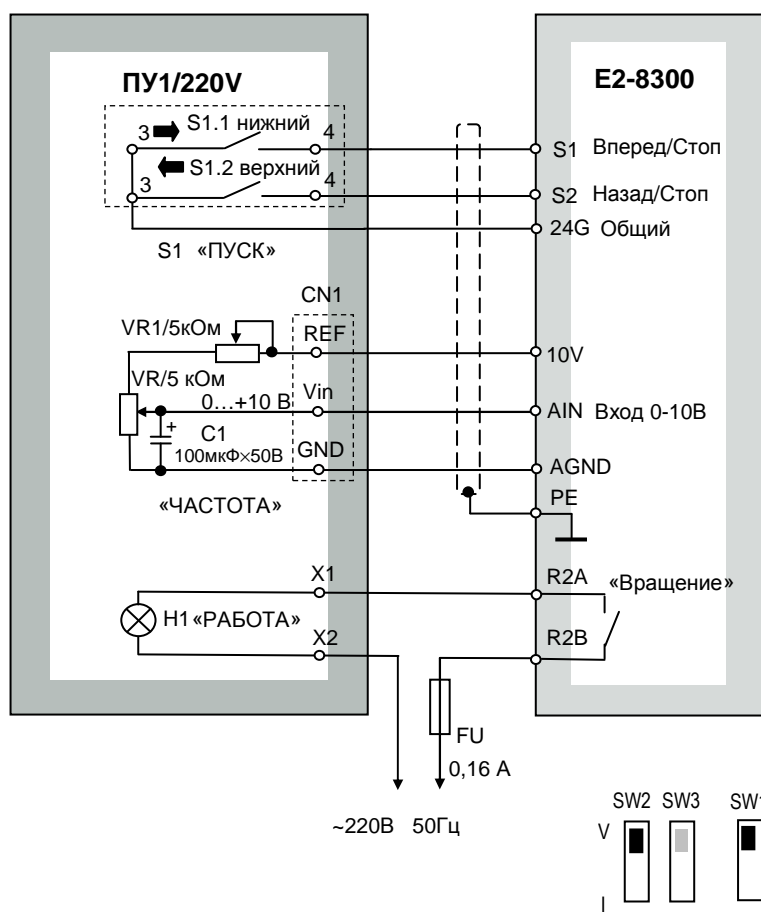 ПУ1/220V
E2-8300
3 S1.1 нижний 4
S1 Вперед/Стоп
S1.2 верхний
3 4
S2 Назад/Стоп
24G Общий
S1 «ПУСК»
CN1
VR1/5кОм
REF
10V
VR/5 кОм
0...+10 В Vin
AIN Вход 0-10В
+
C1
100мкФ×50В
GND
AGND
PE
«ЧАСТОТА»
X1
R2A
«Вращение»
H1 «РАБОТА»
X2
R2B
FU
0,16 А
~220В 50Гц
SW2 SW3 SW1
V
I